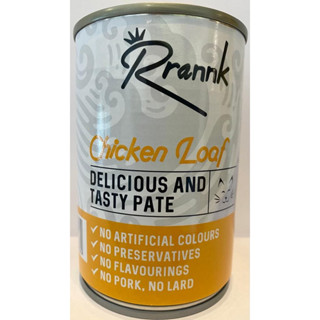 Rrannk
Chicken Loaf
DELICIOUS AND
TASTY PATE
✓ NO ARTIFICIAL COLOURS
✓ NO PRESERVATIVES
✓ NO FLAVOURINGS
✓ NO PORK, NO LARD